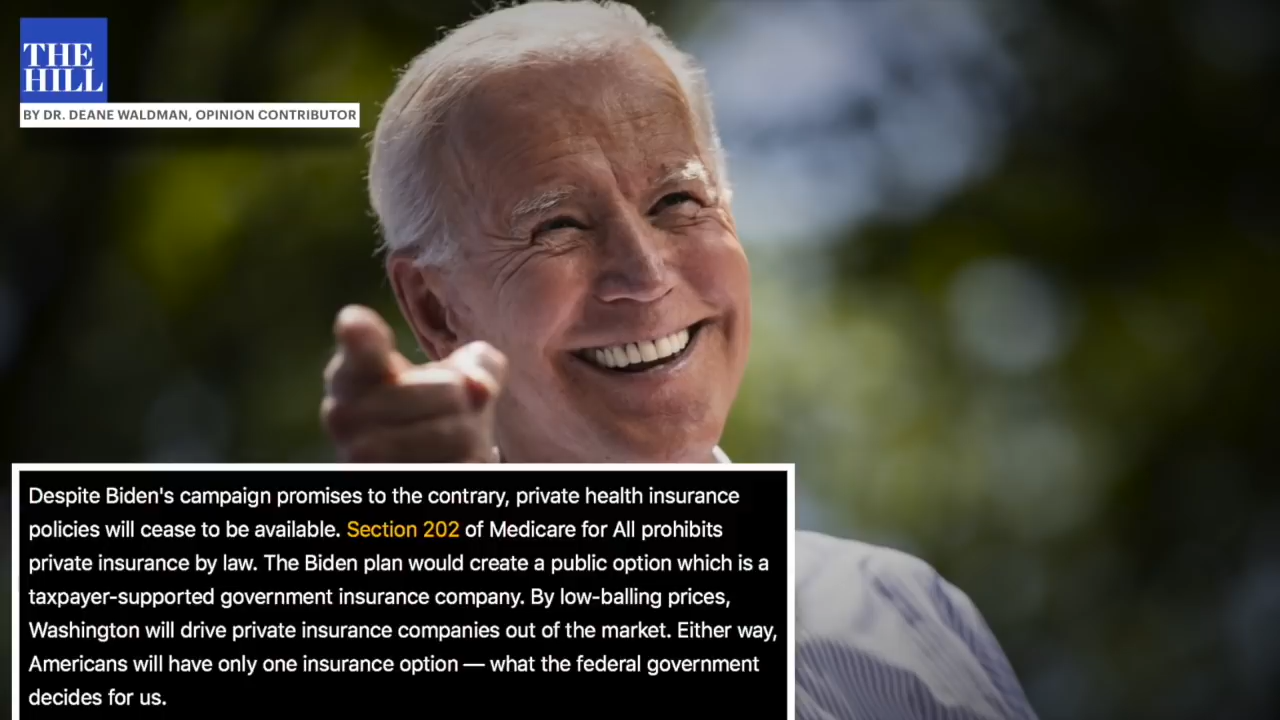 THE
HILL
BY DR. DEANE WALDMAN, OPINION CONTRIBUTOR
Despite Biden's campaign promises to the contrary, private health insurance
policies will cease to be available. Section 202 of Medicare for All prohibits
private insurance by law. The Biden plan would create a public option which is a
taxpayer-supported government insurance company. By low-balling prices,
Washington will drive private insurance companies out of the market. Either way,
Americans will have only one insurance option — what the federal government
decides for us.